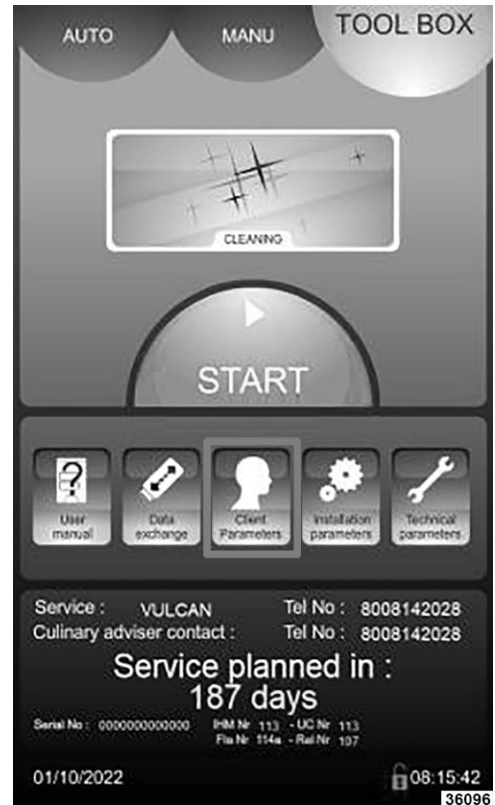 AUTO MANU TOOL BOX
CLEANING
START
User manual
Data exchange
Client Parameters
Installation parameters
Technical parameters
Service : VULCAN Tel No : 8008142028
Culinary adviser contact : Tel No : 8008142028
Service planned in :
187 days
Serial No : 0000000000000 IHM Nr 113 - UC Nr 113
Fla Nr 114a - Ral Nr 107
01/10/2022 08:15:42
36096